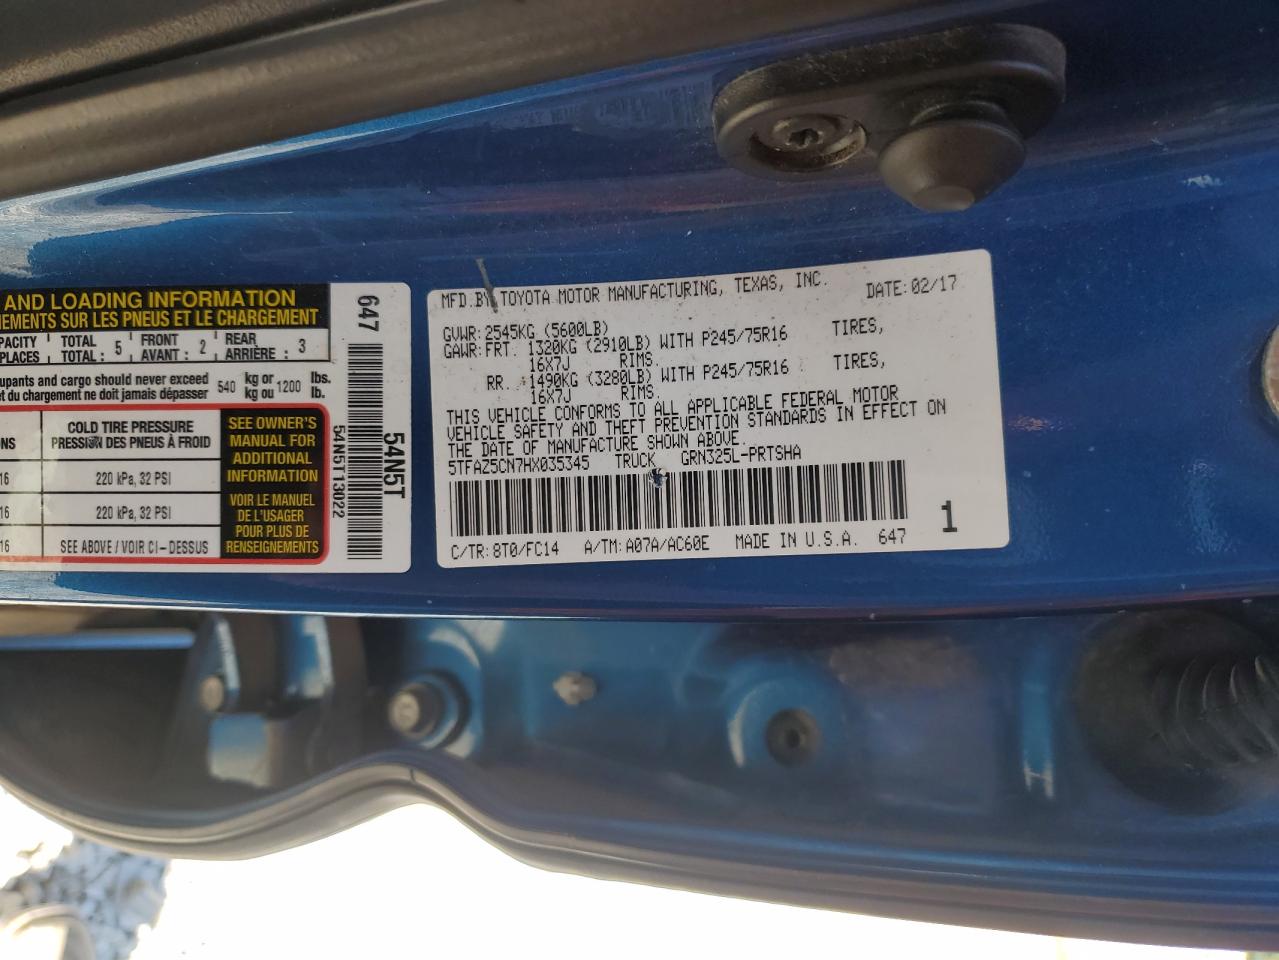 AND LOADING INFORMATION
NEMENTS SUR LES PNEUS ET LE CHARGEMENT
PACITY TOTAL : 5 FRONT : 2 REAR : 3
PLACES TOTAL : AVANT : ARRIÈRE :
upants and cargo should never exceed 540 kg or 1200 lbs.
et du chargement ne doit jamais dépasser kg ou lb.
ONS COLD TIRE PRESSURE
PRESSION DES PNEUS À FROID
16 220 kPa, 32 PSI
16 220 kPa, 32 PSI
16 SEE ABOVE / VOIR CI-DESSUS
SEE OWNER'S
MANUAL FOR
ADDITIONAL
INFORMATION
VOIR LE MANUEL
DE L'USAGER
POUR PLUS DE
RENSEIGNEMENTS
647
54N5T13022
54N5T
MFD.BY TOYOTA MOTOR MANUFACTURING, TEXAS, INC. DATE:02/17
GVWR:2545KG (5600LB)
GAWR:FRT. 1320KG (2910LB) WITH P245/75R16 TIRES,
16X7J RIMS.
RR. 1490KG (3280LB) WITH P245/75R16 TIRES,
16X7J RIMS.
THIS VEHICLE CONFORMS TO ALL APPLICABLE FEDERAL MOTOR
VEHICLE SAFETY AND THEFT PREVENTION STANDARDS IN EFFECT ON
THE DATE OF MANUFACTURE SHOWN ABOVE.
5TFAZ5CN7HX035345 TRUCK GRN325L-PRTSHA
C/TR:8T0/FC14 A/TM:A07A/AC60E MADE IN U.S.A. 647
1